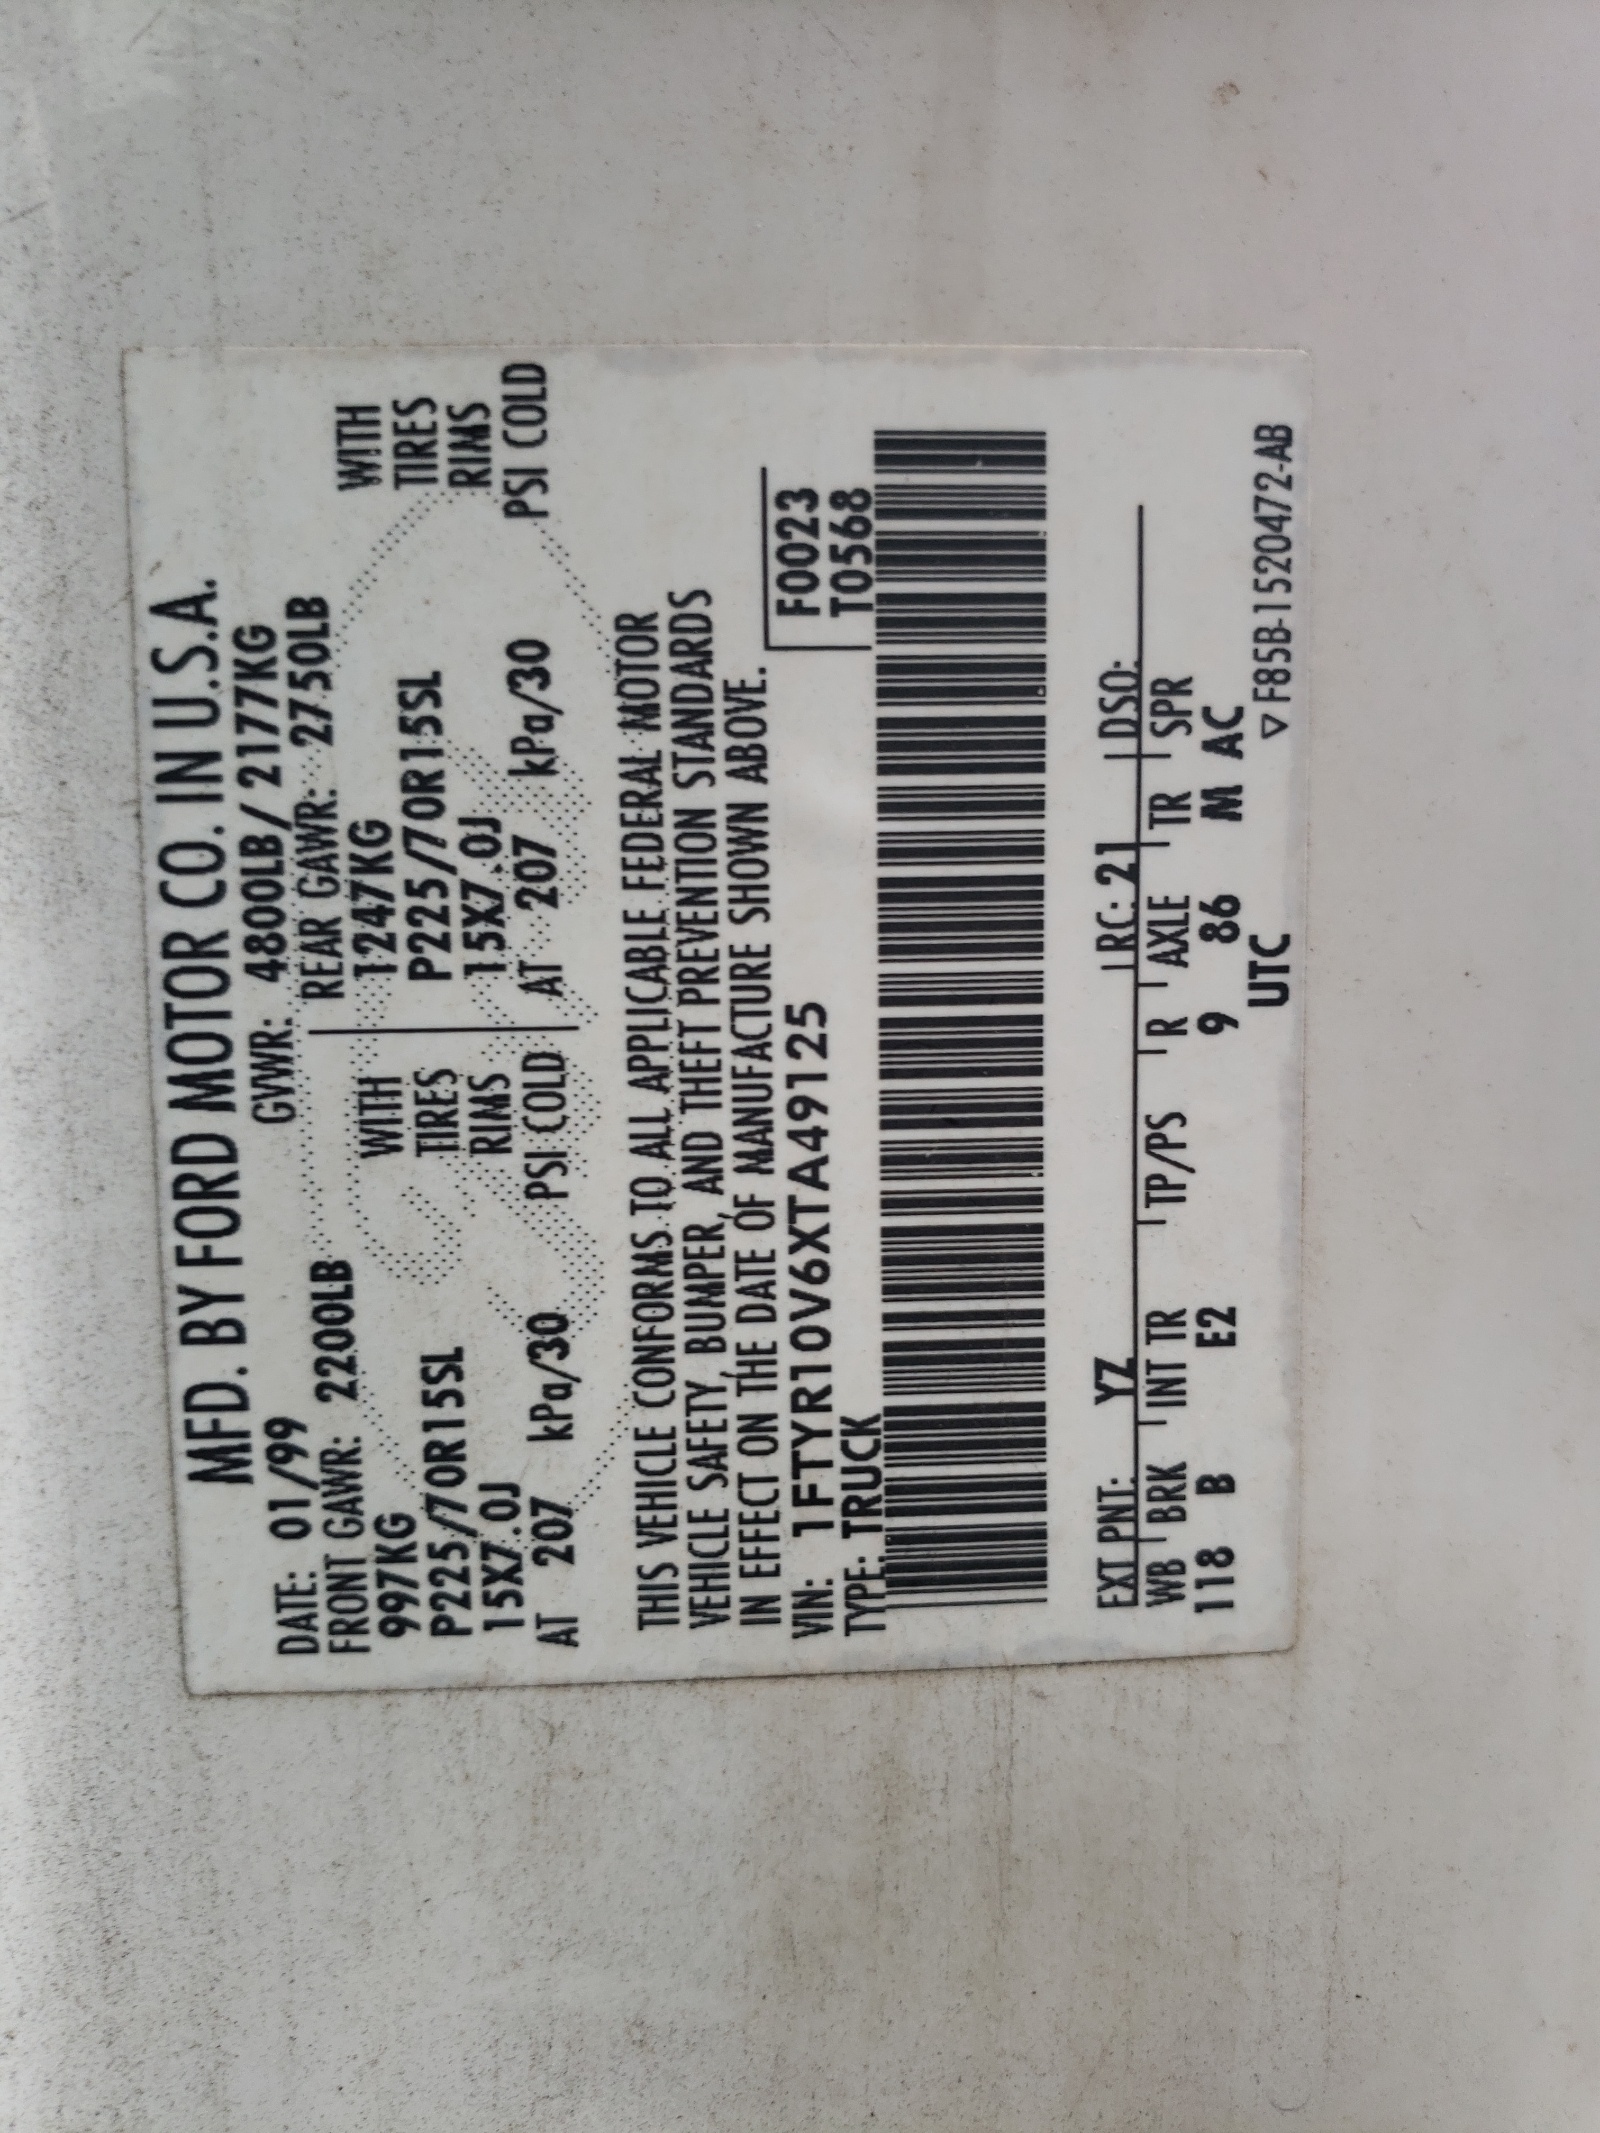 MFD. BY FORD MOTOR CO. IN U.S.A.
DATE: 01/99 GVWR: 4800LB/ 2177KG
FRONT GAWR: 2200LB REAR GAWR: 2750LB
997KG WITH 1247KG WITH
P225/70R15SL TIRES P225/70R15SL TIRES
15X7.0J RIMS 15X7.0J RIMS
AT 207 kPa/30 PSI COLD AT 207 kPa/30 PSI COLD
THIS VEHICLE CONFORMS TO ALL APPLICABLE FEDERAL MOTOR
VEHICLE SAFETY, BUMPER, AND THEFT PREVENTION STANDARDS
IN EFFECT ON THE DATE OF MANUFACTURE SHOWN ABOVE.
VIN: 1FTYR10V6XTA49125 F0023
TYPE: TRUCK T0568
EXT PNT: YZ RC: 21 DSO:
WB BRK INT TR TP/PS R AXLE TR SPR
118 B E2 9 86 M AC
UTC
▽ F85B-1520472-AB